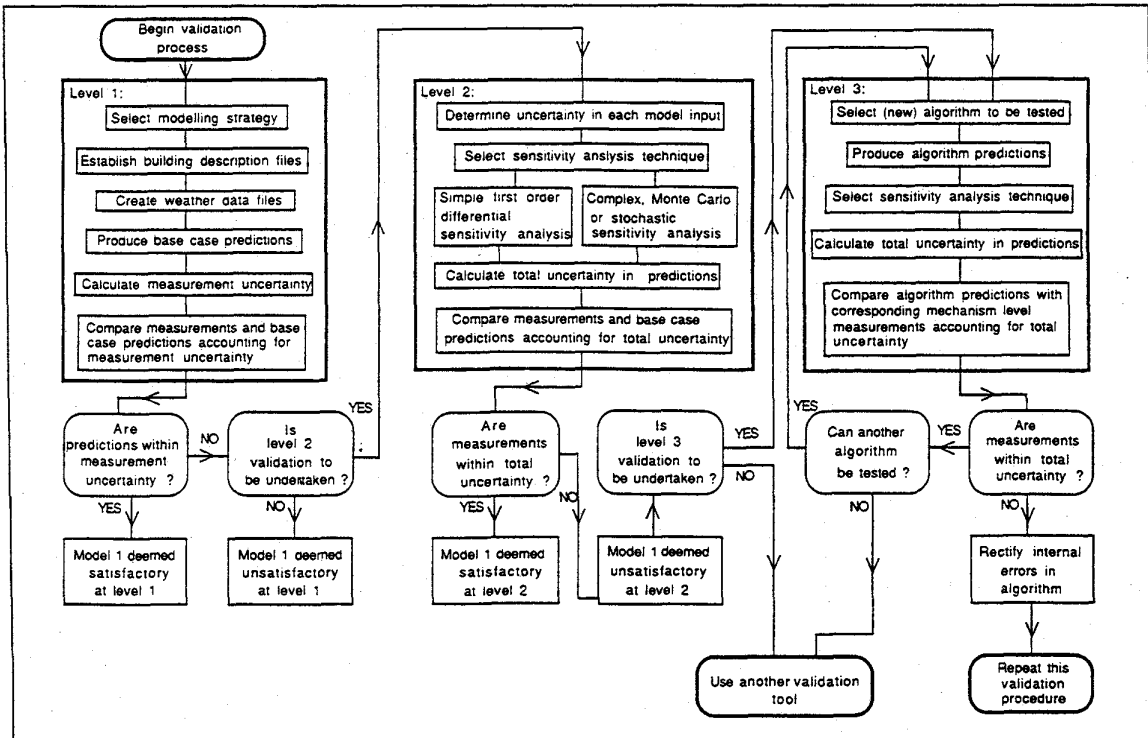 Begin validation
process
Level 1:
Select modelling strategy
Establish building description files
Create weather data files
Produce base case predictions
Calculate measurement uncertainty
Compare measurements and base
case predictions accounting for
measurement uncertainty
Are
predictions within
measurement
uncertainty ?
NO
YES
Is
level 2
validation to
be undertaken ?
YES
NO
Model 1 deemed
satisfactory
at level 1
Model 1 deemed
unsatisfactory
at level 1
Level 2:
Determine uncertainty in each model input
Select sensitivity anlysis technique
Simple first order
differential
sensitivity analysis
Complex, Monte Carlo
or stochastic
sensitivity analysis
Calculate total uncertainty in predictions
Compare measurements and base case
predictions accounting for total uncertainty
Are
measurements
within total
uncertainty ?
YES
NO
Is
level 3
validation to
be undertaken ?
YES
NO
Model 1 deemed
satisfactory
at level 2
Model 1 deemed
unsatisfactory
at level 2
Level 3:
Select (new) algorithm to be tested
Produce algorithm predictions
Select sensitivity analysis technique
Calculate total uncertainty in predictions
Compare algorithm predictions with
corresponding mechanism level
measurements accounting for total
uncertainty
YES
Can another
algorithm
be tested ?
NO
YES
Are
measurements
within total
uncertainty ?
NO
Rectify internal
errors in
algorithm
Use another validation
tool
Repeat this
validation
procedure